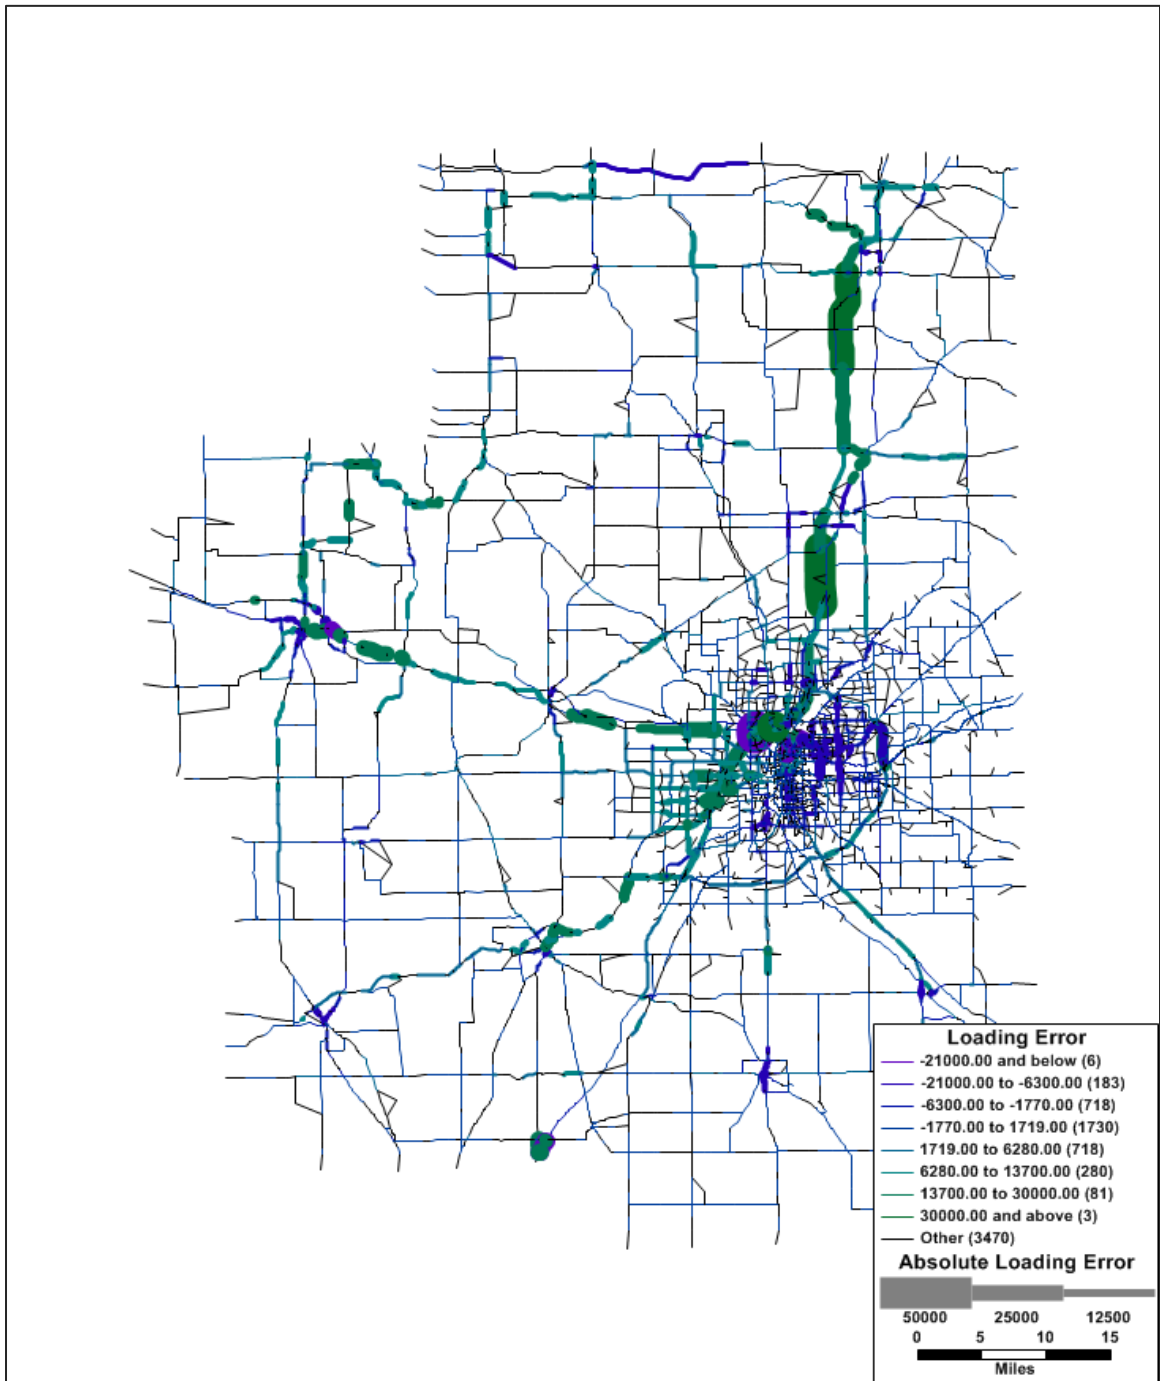 Loading Error
-21000.00 and below (6)
-21000.00 to -6300.00 (183)
-6300.00 to -1770.00 (718)
-1770.00 to 1719.00 (1730)
1719.00 to 6280.00 (718)
6280.00 to 13700.00 (280)
13700.00 to 30000.00 (81)
30000.00 and above (3)
Other (3470)
Absolute Loading Error
50000 25000 12500
0 5 10 15
Miles